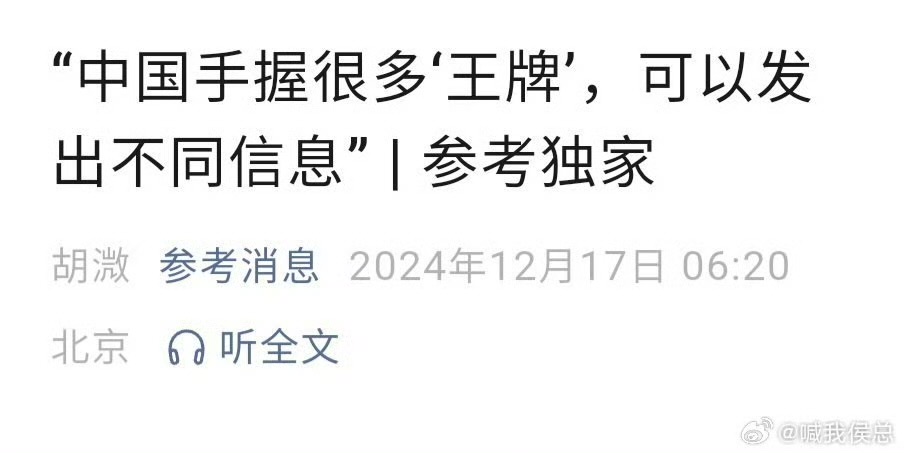 “中国手握很多‘王牌’，可以发
出不同信息” | 参考独家
胡溦 参考消息 2024年12月17日 06:20
北京 听全文
@喊我侯总